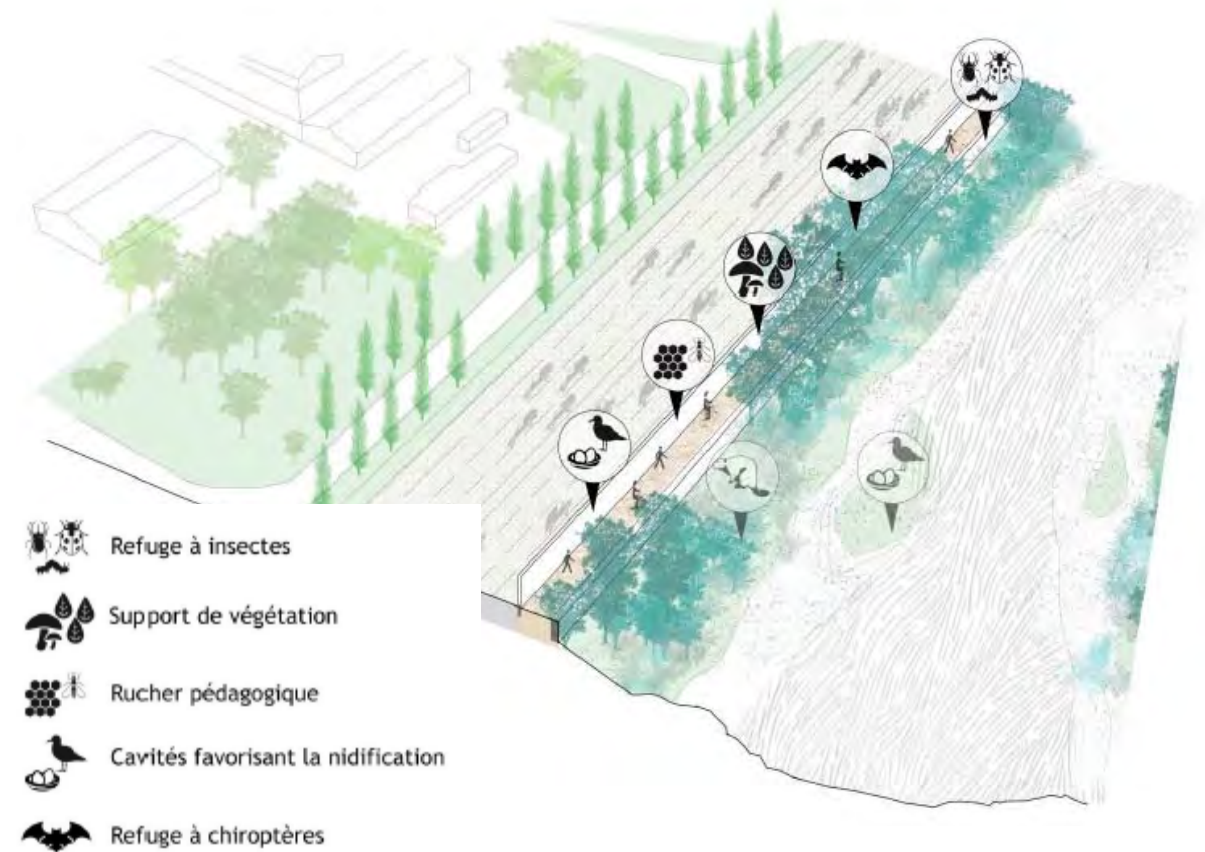 Refuge à insectes
Support de végétation
Rucher pédagogique
Cavités favorisant la nidification
Refuge à chiroptères